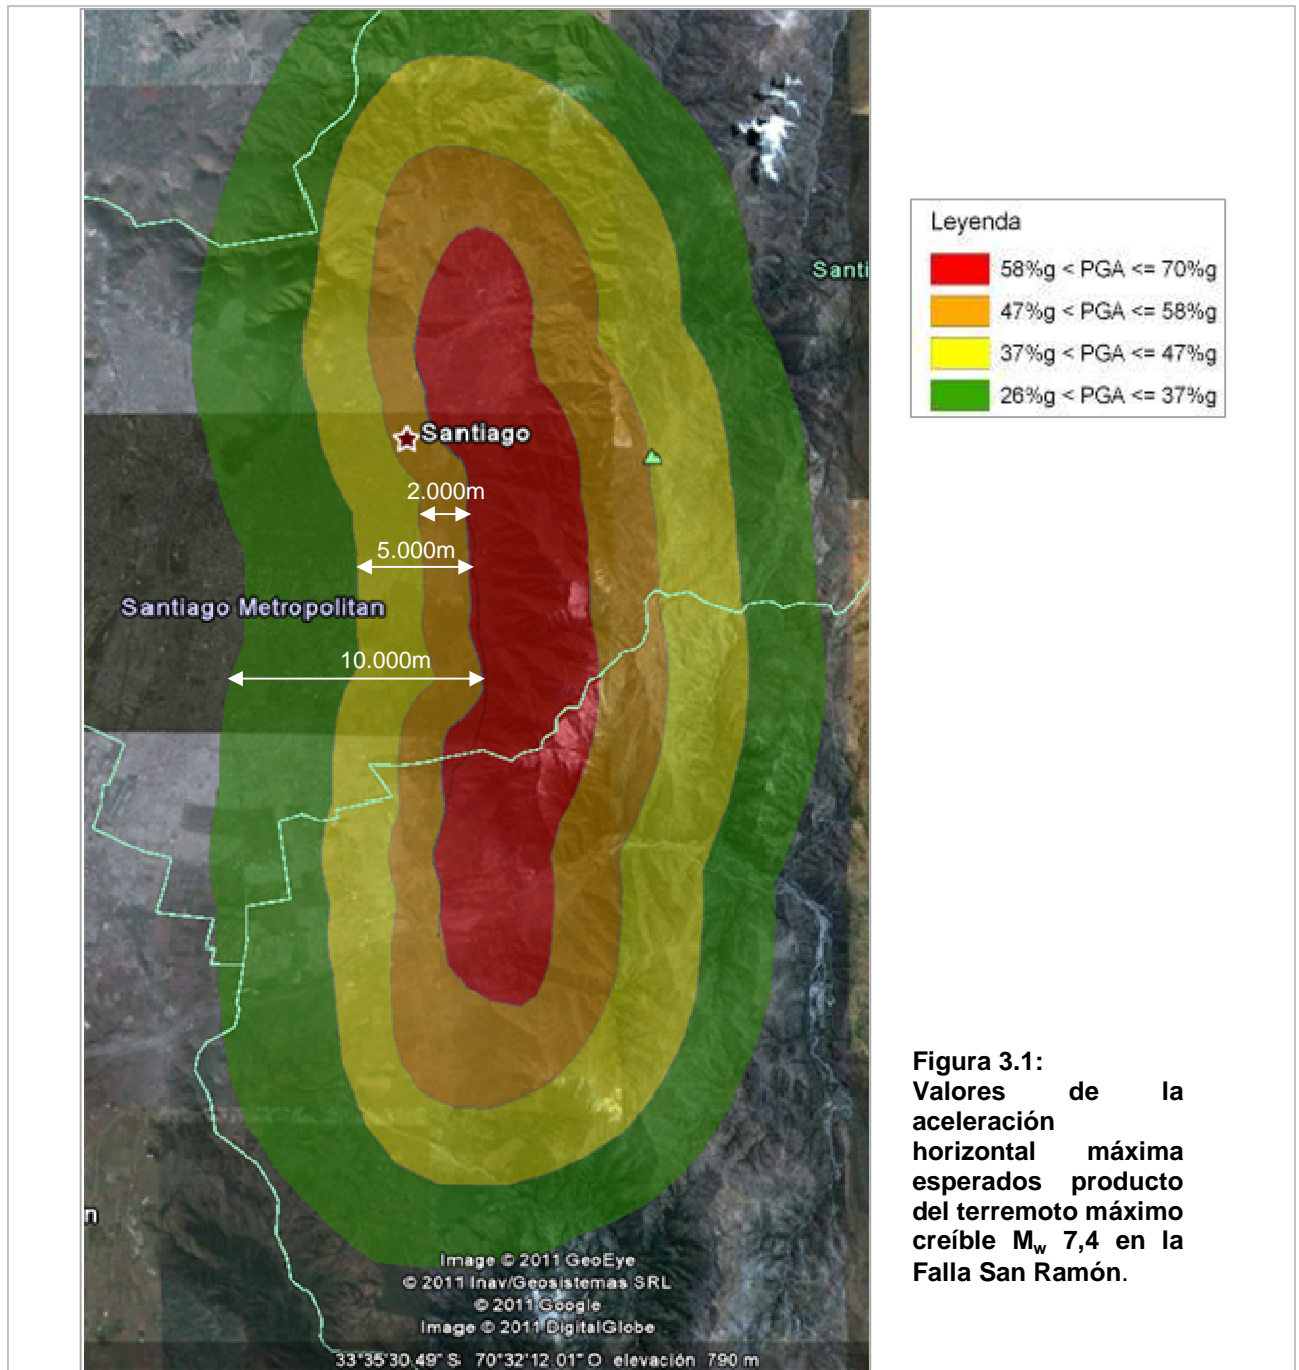 Leyenda
58%g < PGA <= 70%g
47%g < PGA <= 58%g
37%g < PGA <= 47%g
26%g < PGA <= 37%g
Santi
Santiago
2.000m
5.000m
Santiago Metropolitan
10.000m
n
Figura 3.1:
Valores de la
aceleración
horizontal máxima
esperados producto
del terremoto máximo
creíble Mw 7,4 en la
Falla San Ramón.
Image © 2011 GeoEye
© 2011 Inav/Geosistemas SRL
© 2011 Google
Image © 2011 DigitalGlobe
33°35'30.49" S 70°32'12.01" O elevación 790 m